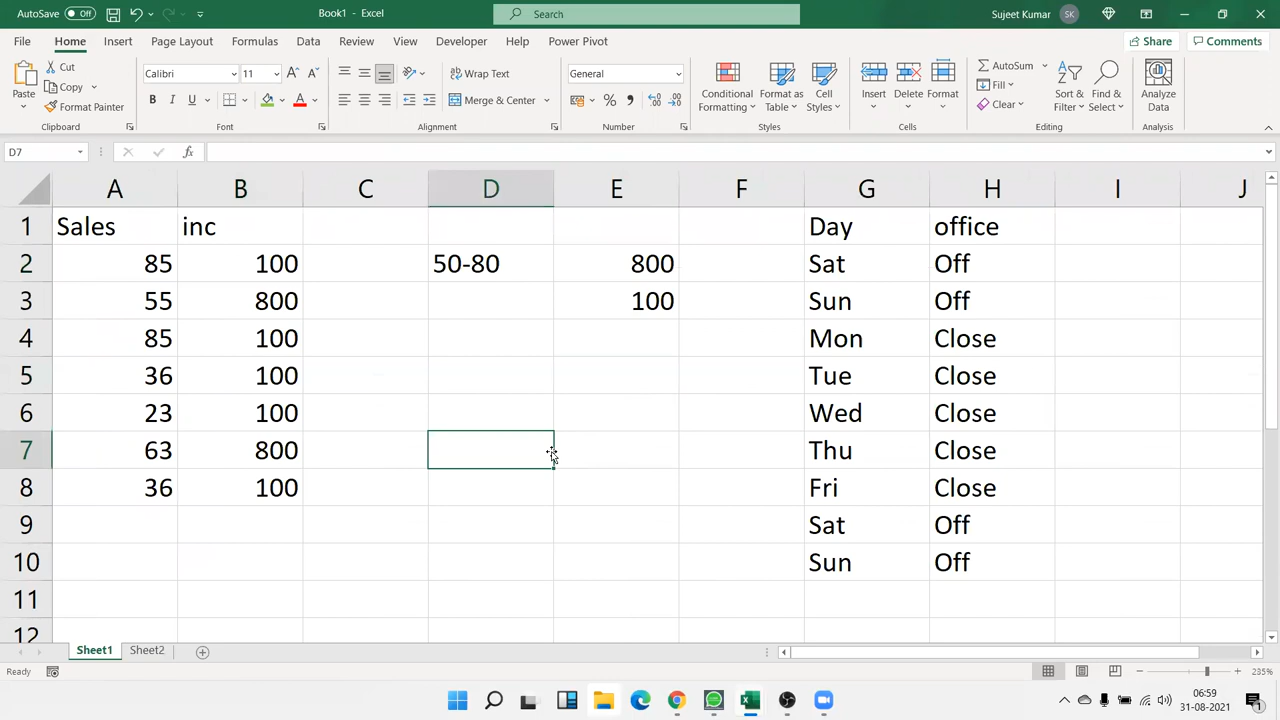 AutoSave Off Book1 - Excel Search Sujeet Kumar SK
File Home Insert Page Layout Formulas Data Review View Developer Help Power Pivot Share Comments
Paste Cut Copy Format Painter Clipboard
Calibri 11 B I U A Font
Wrap Text Merge & Center Alignment
General % , Number
Conditional Formatting Format as Table Cell Styles Styles
Insert Delete Format Cells
AutoSum Fill Clear Sort & Filter Find & Select Editing
Analyze Data Analysis
D7 fx
A B C D E F G H I J
1 Sales inc Day office
2 85 100 50-80 800 Sat Off
3 55 800 100 Sun Off
4 85 100 Mon Close
5 36 100 Tue Close
6 23 100 Wed Close
7 63 800 Thu Close
8 36 100 Fri Close
9 Sat Off
10 Sun Off
11
12
Sheet1 Sheet2
Ready 235%
06:59
31-08-2021